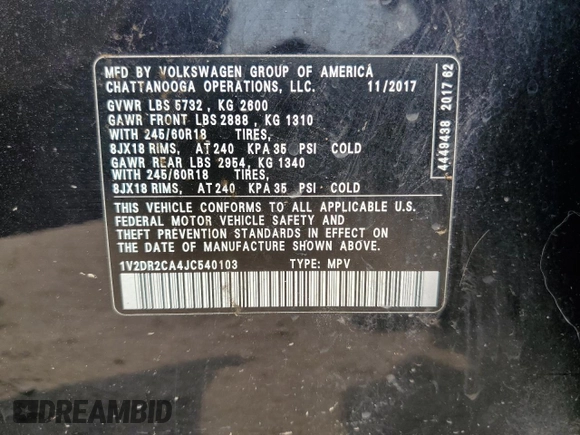 MFD BY VOLKSWAGEN GROUP OF AMERICA
CHATTANOOGA OPERATIONS, LLC. 11/2017
GVWR LBS 5732 , KG 2600
GAWR FRONT LBS 2888 , KG 1310
WITH 245/60R18 TIRES,
8JX18 RIMS, AT 240 KPA 35 PSI COLD
GAWR REAR LBS 2954, KG 1340
WITH 245/60R18 TIRES,
8JX18 RIMS, AT 240 KPA 35 PSI COLD
THIS VEHICLE CONFORMS TO ALL APPLICABLE U.S.
FEDERAL MOTOR VEHICLE SAFETY AND
THEFT PREVENTION STANDARDS IN EFFECT ON
THE DATE OF MANUFACTURE SHOWN ABOVE.
1V2DR2CA4JC540103 TYPE: MPV
4449438 2017 62
DREAMBID